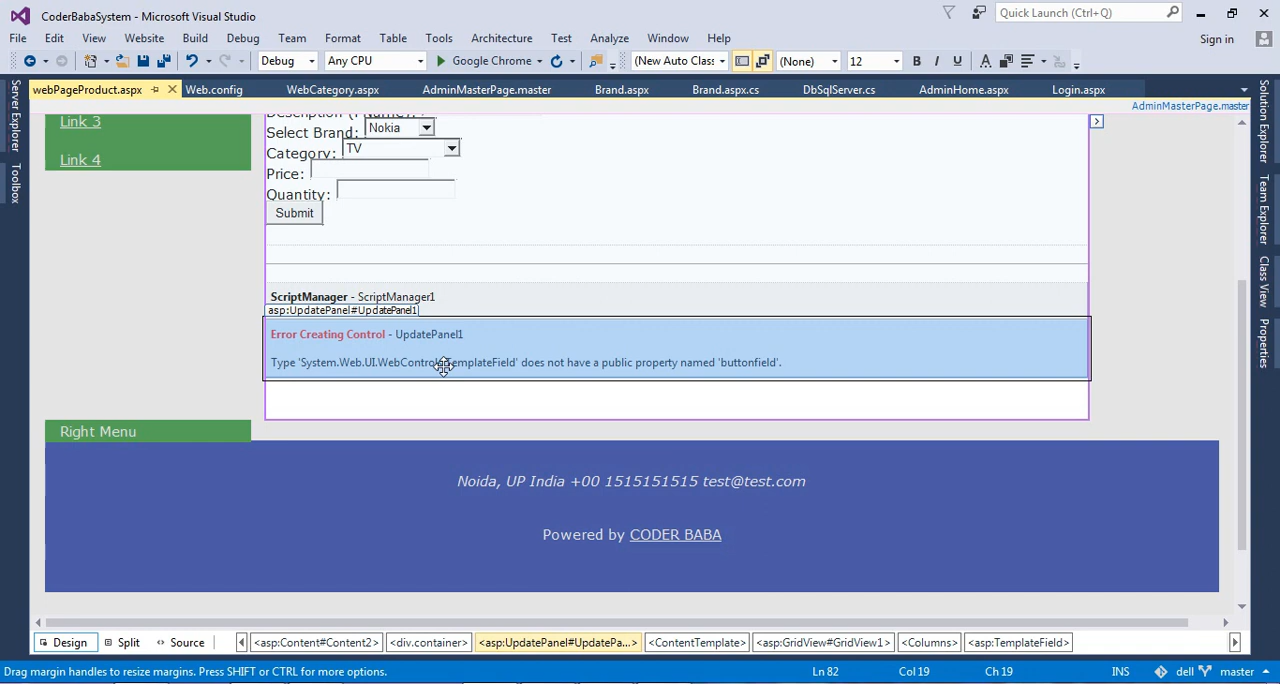 CoderBabaSystem - Microsoft Visual Studio
Quick Launch (Ctrl+Q)
File Edit View Website Build Debug Team Format Table Tools Architecture Test Analyze Window Help
Sign in
Debug Any CPU Google Chrome (New Auto Class (None) 12 B I U A
webPageProduct.aspx Web.config WebCategory.aspx AdminMasterPage.master Brand.aspx Brand.aspx.cs DbSqlServer.cs AdminHome.aspx Login.aspx
AdminMasterPage.master
Server Explorer
Toolbox
Solution Explorer
Team Explorer
Class View
Properties
Link 3
Link 4
Select Brand: Nokia
Category: TV
Price:
Quantity:
Submit
ScriptManager - ScriptManager1
asp:UpdatePanel#UpdatePanel1
Error Creating Control - UpdatePanel1
Type 'System.Web.UI.WebControls.TemplateField' does not have a public property named 'buttonfield'.
Right Menu
Noida, UP India +00 1515151515 test@test.com
Powered by CODER BABA
Design Split Source <asp:Content#Content2> <div.container> <asp:UpdatePanel#UpdatePa...> <ContentTemplate> <asp:GridView#GridView1> <Columns> <asp:TemplateField>
Drag margin handles to resize margins. Press SHIFT or CTRL for more options. Ln 82 Col 19 Ch 19 INS dell master